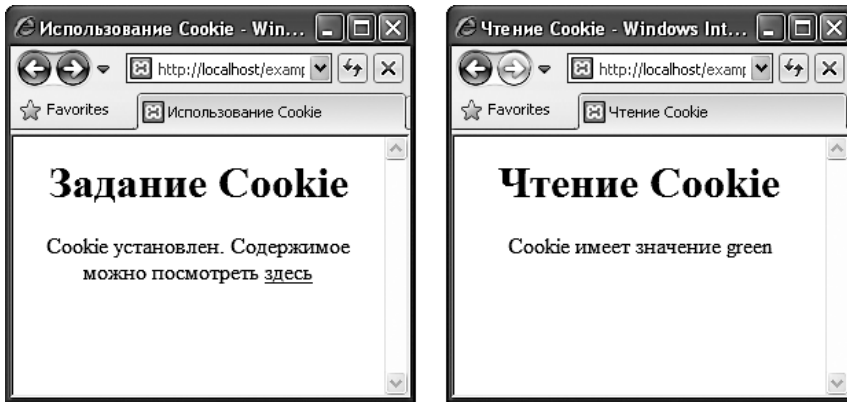 Использование Cookie - Win...
http://localhost/examp
Favorites
Использование Cookie
Задание Cookie
Cookie установлен. Содержимое
можно посмотреть здесь
Чтение Cookie - Windows Int...
http://localhost/examp
Favorites
Чтение Cookie
Чтение Cookie
Cookie имеет значение green